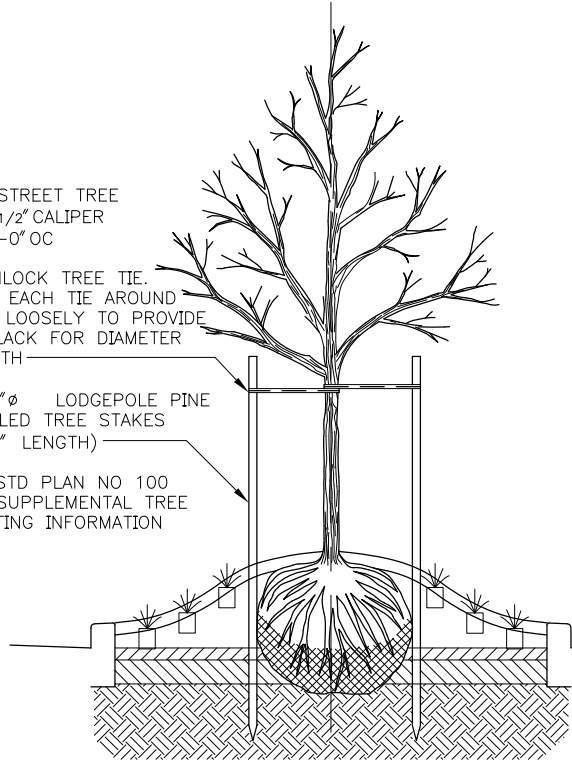 STREET TREE
1/2" CALIPER
-0" OC
LOCK TREE TIE.
EACH TIE AROUND
LOOSELY TO PROVIDE
LACK FOR DIAMETER
TH
"ø LODGEPOLE PINE
LED TREE STAKES
" LENGTH)
STD PLAN NO 100
SUPPLEMENTAL TREE
TING INFORMATION